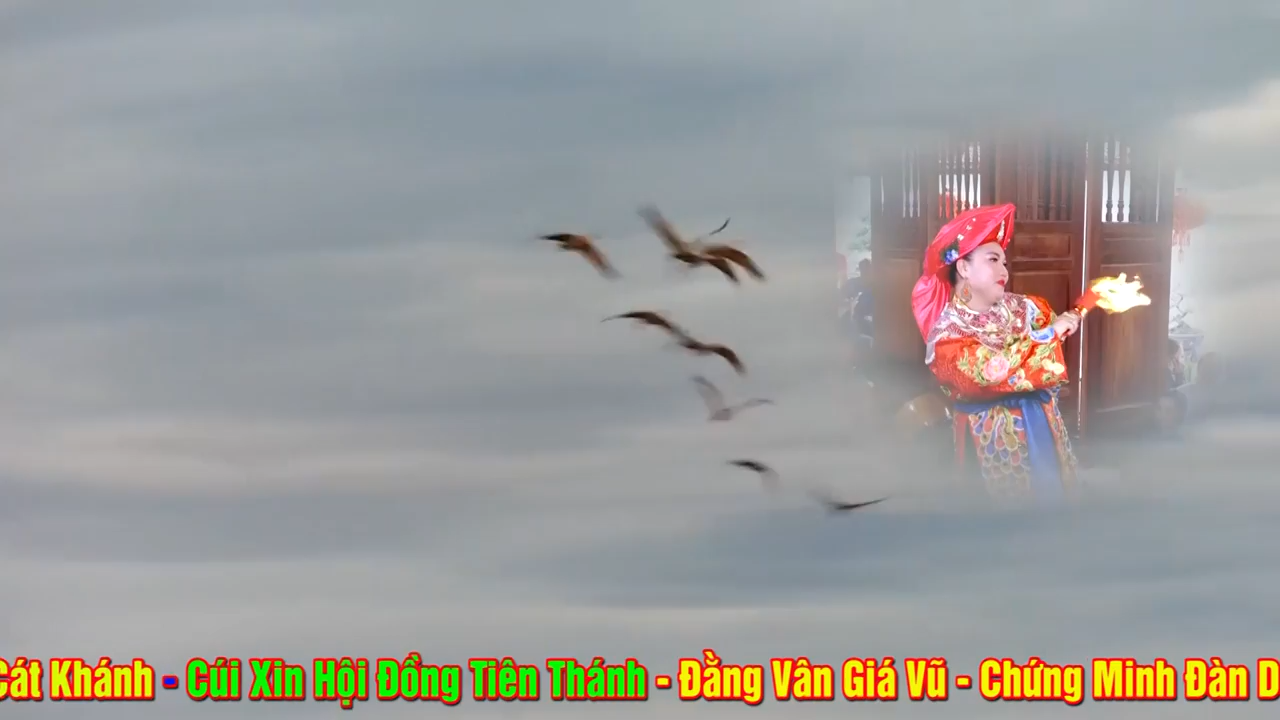 Cát Khánh - Cúi Xin Hội Đồng Tiên Thánh - Đằng Vân Giá Vũ - Chứng Minh Đàn D